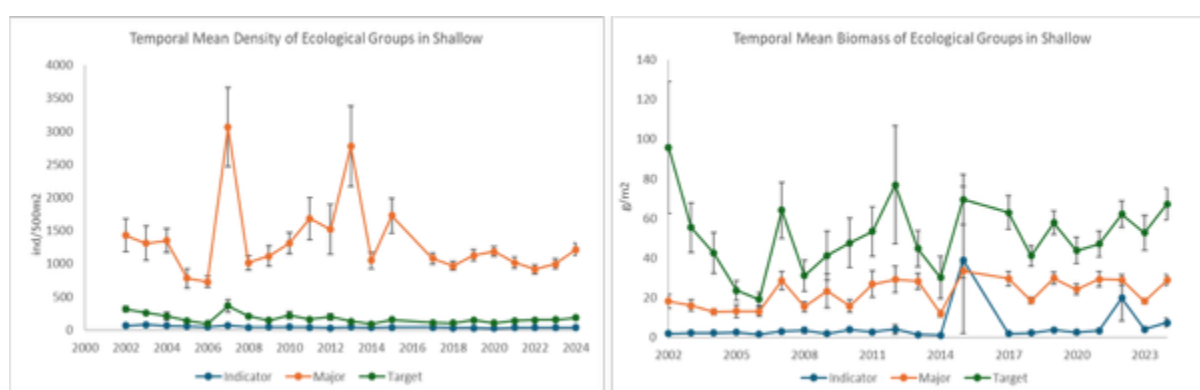 Temporal Mean Density of Ecological Groups in Shallow
4000
3500
3000
2500
2000
1500
1000
500
0
ind/500m2
2000 2002 2004 2006 2008 2010 2012 2014 2016 2018 2020 2022 2024
Indicator Major Target
Temporal Mean Biomass of Ecological Groups in Shallow
140
120
100
80
60
40
20
0
g/m2
2002 2005 2008 2011 2014 2017 2020 2023
Indicator Major Target